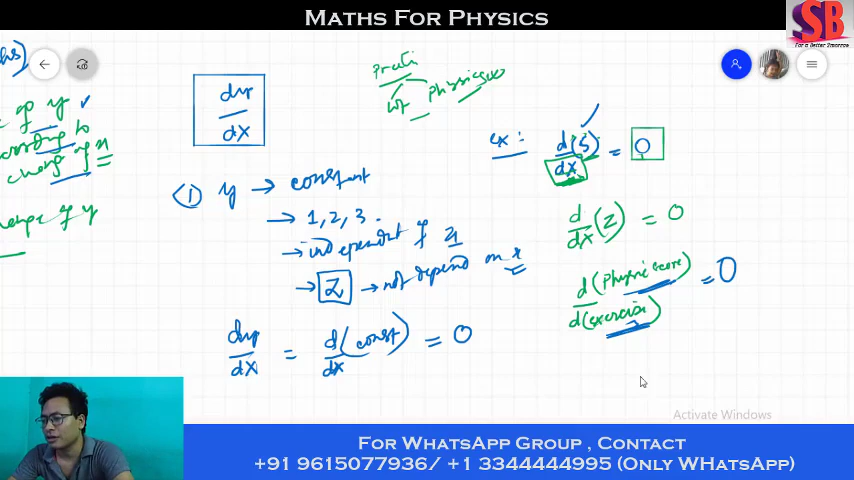 MATHS FOR PHYSICS
SB
For a Better Tomorrow
of y ✓
according to
change of x
change of y
dy
dx
physique
ex :
d(5)
dx
= 0
① y → constant
→ 1, 2, 3 .
→ independent of x
→ z → not depend on x
dy/dx = d/dx (const) = 0
d/dx (z) = 0
d(physic score)
d(exercise)
= 0
Activate Windows
FOR WHATSAPP GROUP , CONTACT
+91 9615077936/ +1 3344444995 (ONLY WHATSAPP)